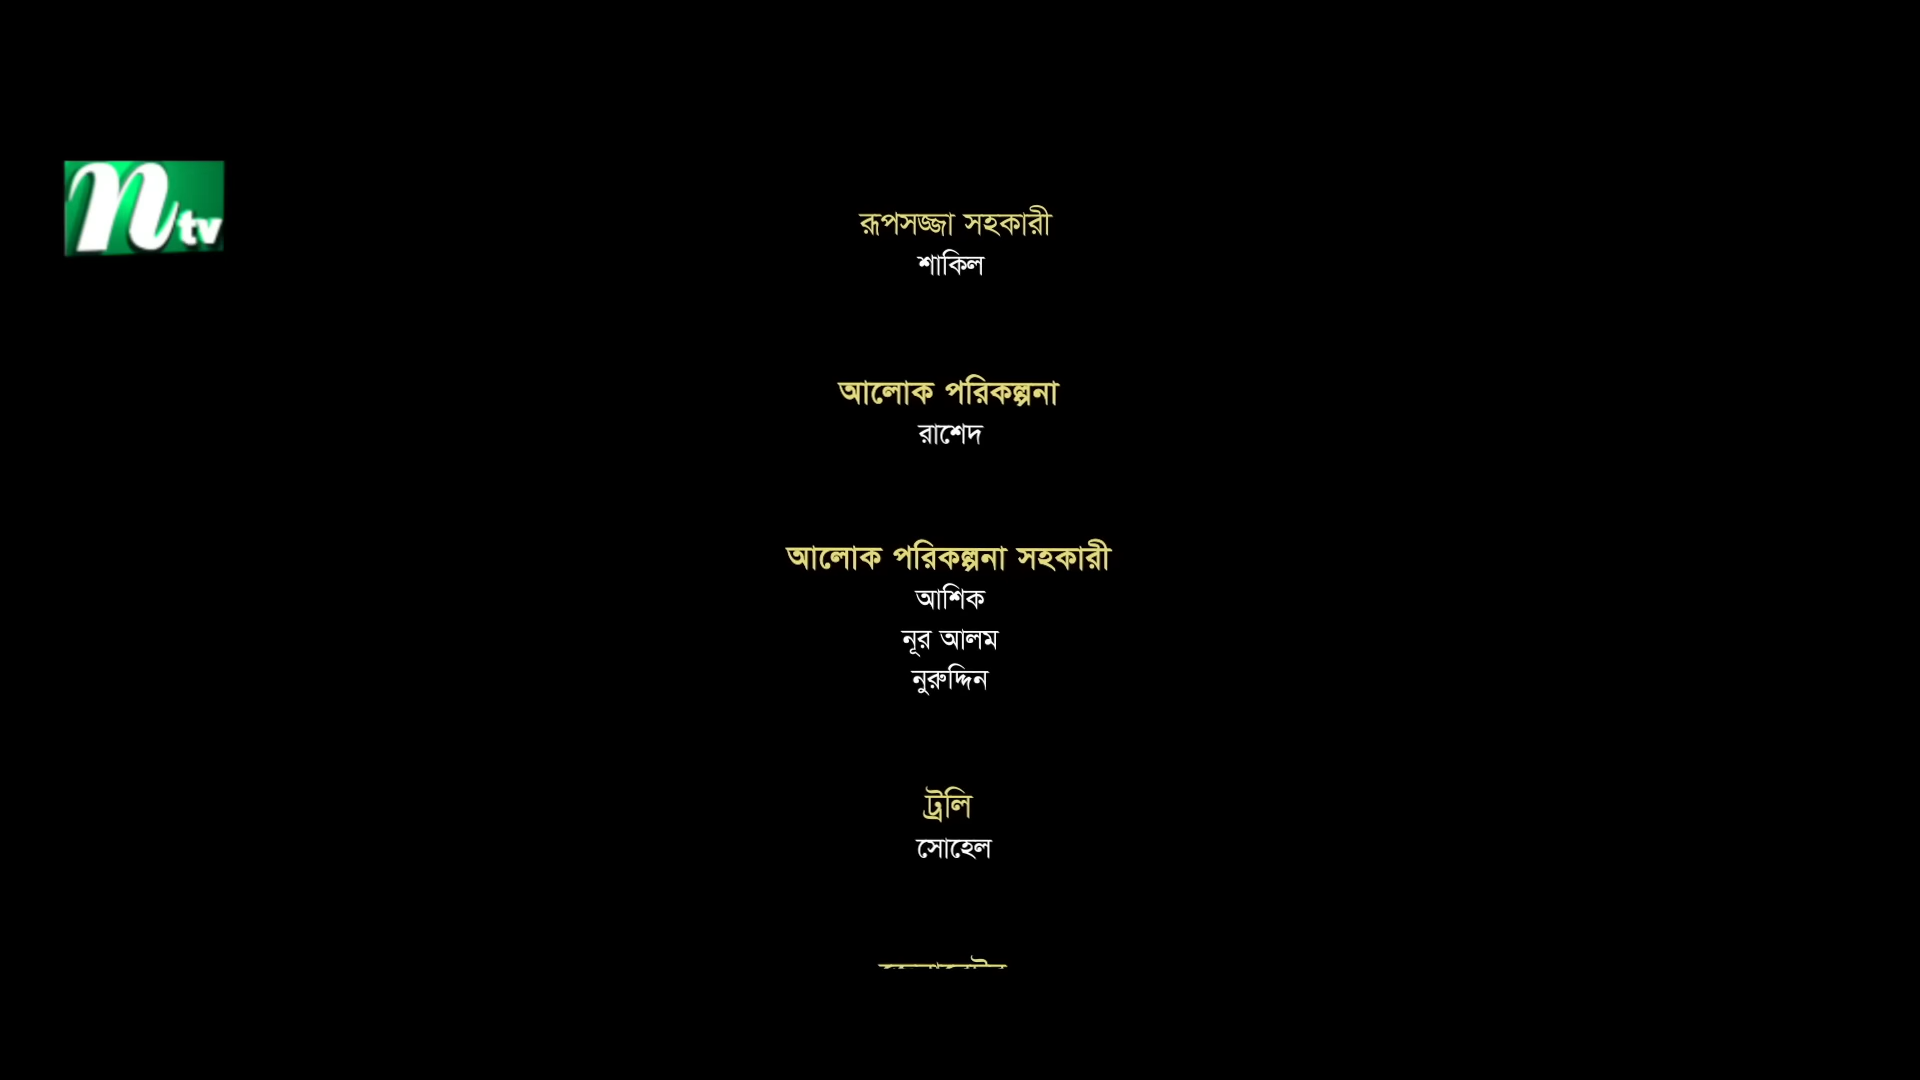 ntv
রূপসজ্জা সহকারী
শাকিল
আলোক পরিকল্পনা
রাশেদ
আলোক পরিকল্পনা সহকারী
আশিক
নূর আলম
নুরুদ্দিন
ট্রলি
সোহেল